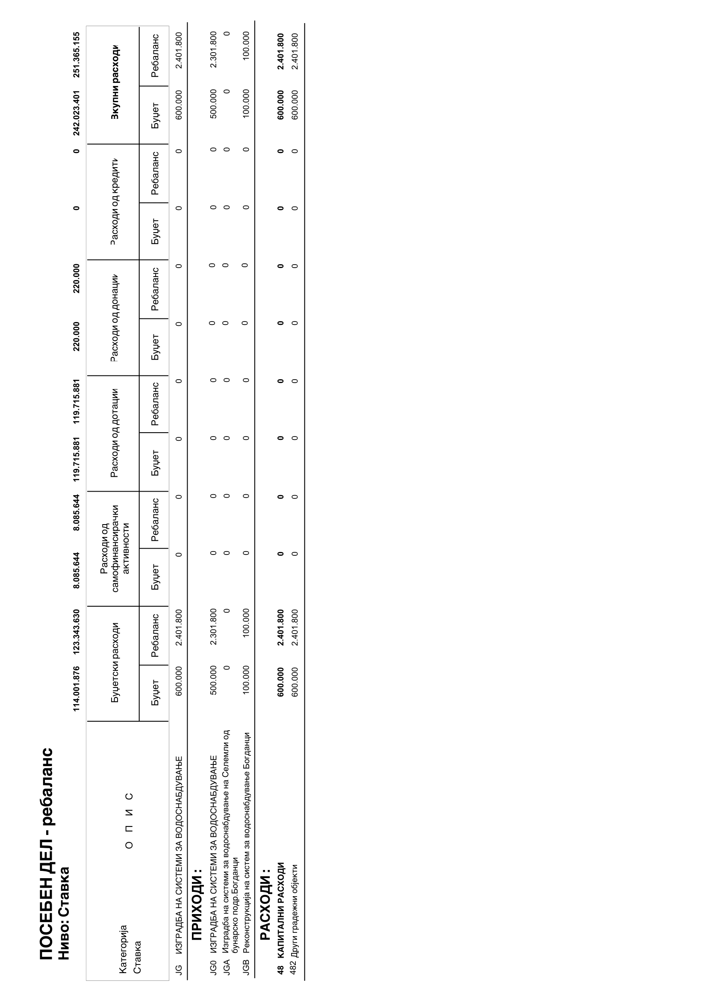 ПОСЕБЕН ДЕЛ - ребаланс
Ниво: Ставка
114.001.876 123.343.630 8.085.644 8.085.644 119.715.881 119.715.881 220.000 220.000 0 0 242.023.401 251.365.155
Категорија
Ставка
О П И С
Буџетски расходи
Расходи од
самофинансирачки
активности
Расходи од дотации
Расходи од донации
Расходи од кредити
Вкупни расходи
Буџет Ребаланс Буџет Ребаланс Буџет Ребаланс Буџет Ребаланс Буџет Ребаланс Буџет Ребаланс
JG ИЗГРАДБА НА СИСТЕМИ ЗА ВОДОСНАБДУВАЊЕ 600.000 2.401.800 0 0 0 0 0 0 0 0 600.000 2.401.800
ПРИХОДИ :
JG0 ИЗГРАДБА НА СИСТЕМИ ЗА ВОДОСНАБДУВАЊЕ 500.000 2.301.800 0 0 0 0 0 0 0 0 500.000 2.301.800
JGA Изградба на системи за водоснабдување на Селемли од 0 0 0 0 0 0 0 0 0 0 0 0
бунарско подр.Богданци
JGB Реконструкција на систем за водоснабдување Богданци 100.000 100.000 0 0 0 0 0 0 0 0 100.000 100.000
РАСХОДИ :
48 КАПИТАЛНИ РАСХОДИ 600.000 2.401.800 0 0 0 0 0 0 0 0 600.000 2.401.800
482 Други градежни објекти 600.000 2.401.800 0 0 0 0 0 0 0 0 600.000 2.401.800